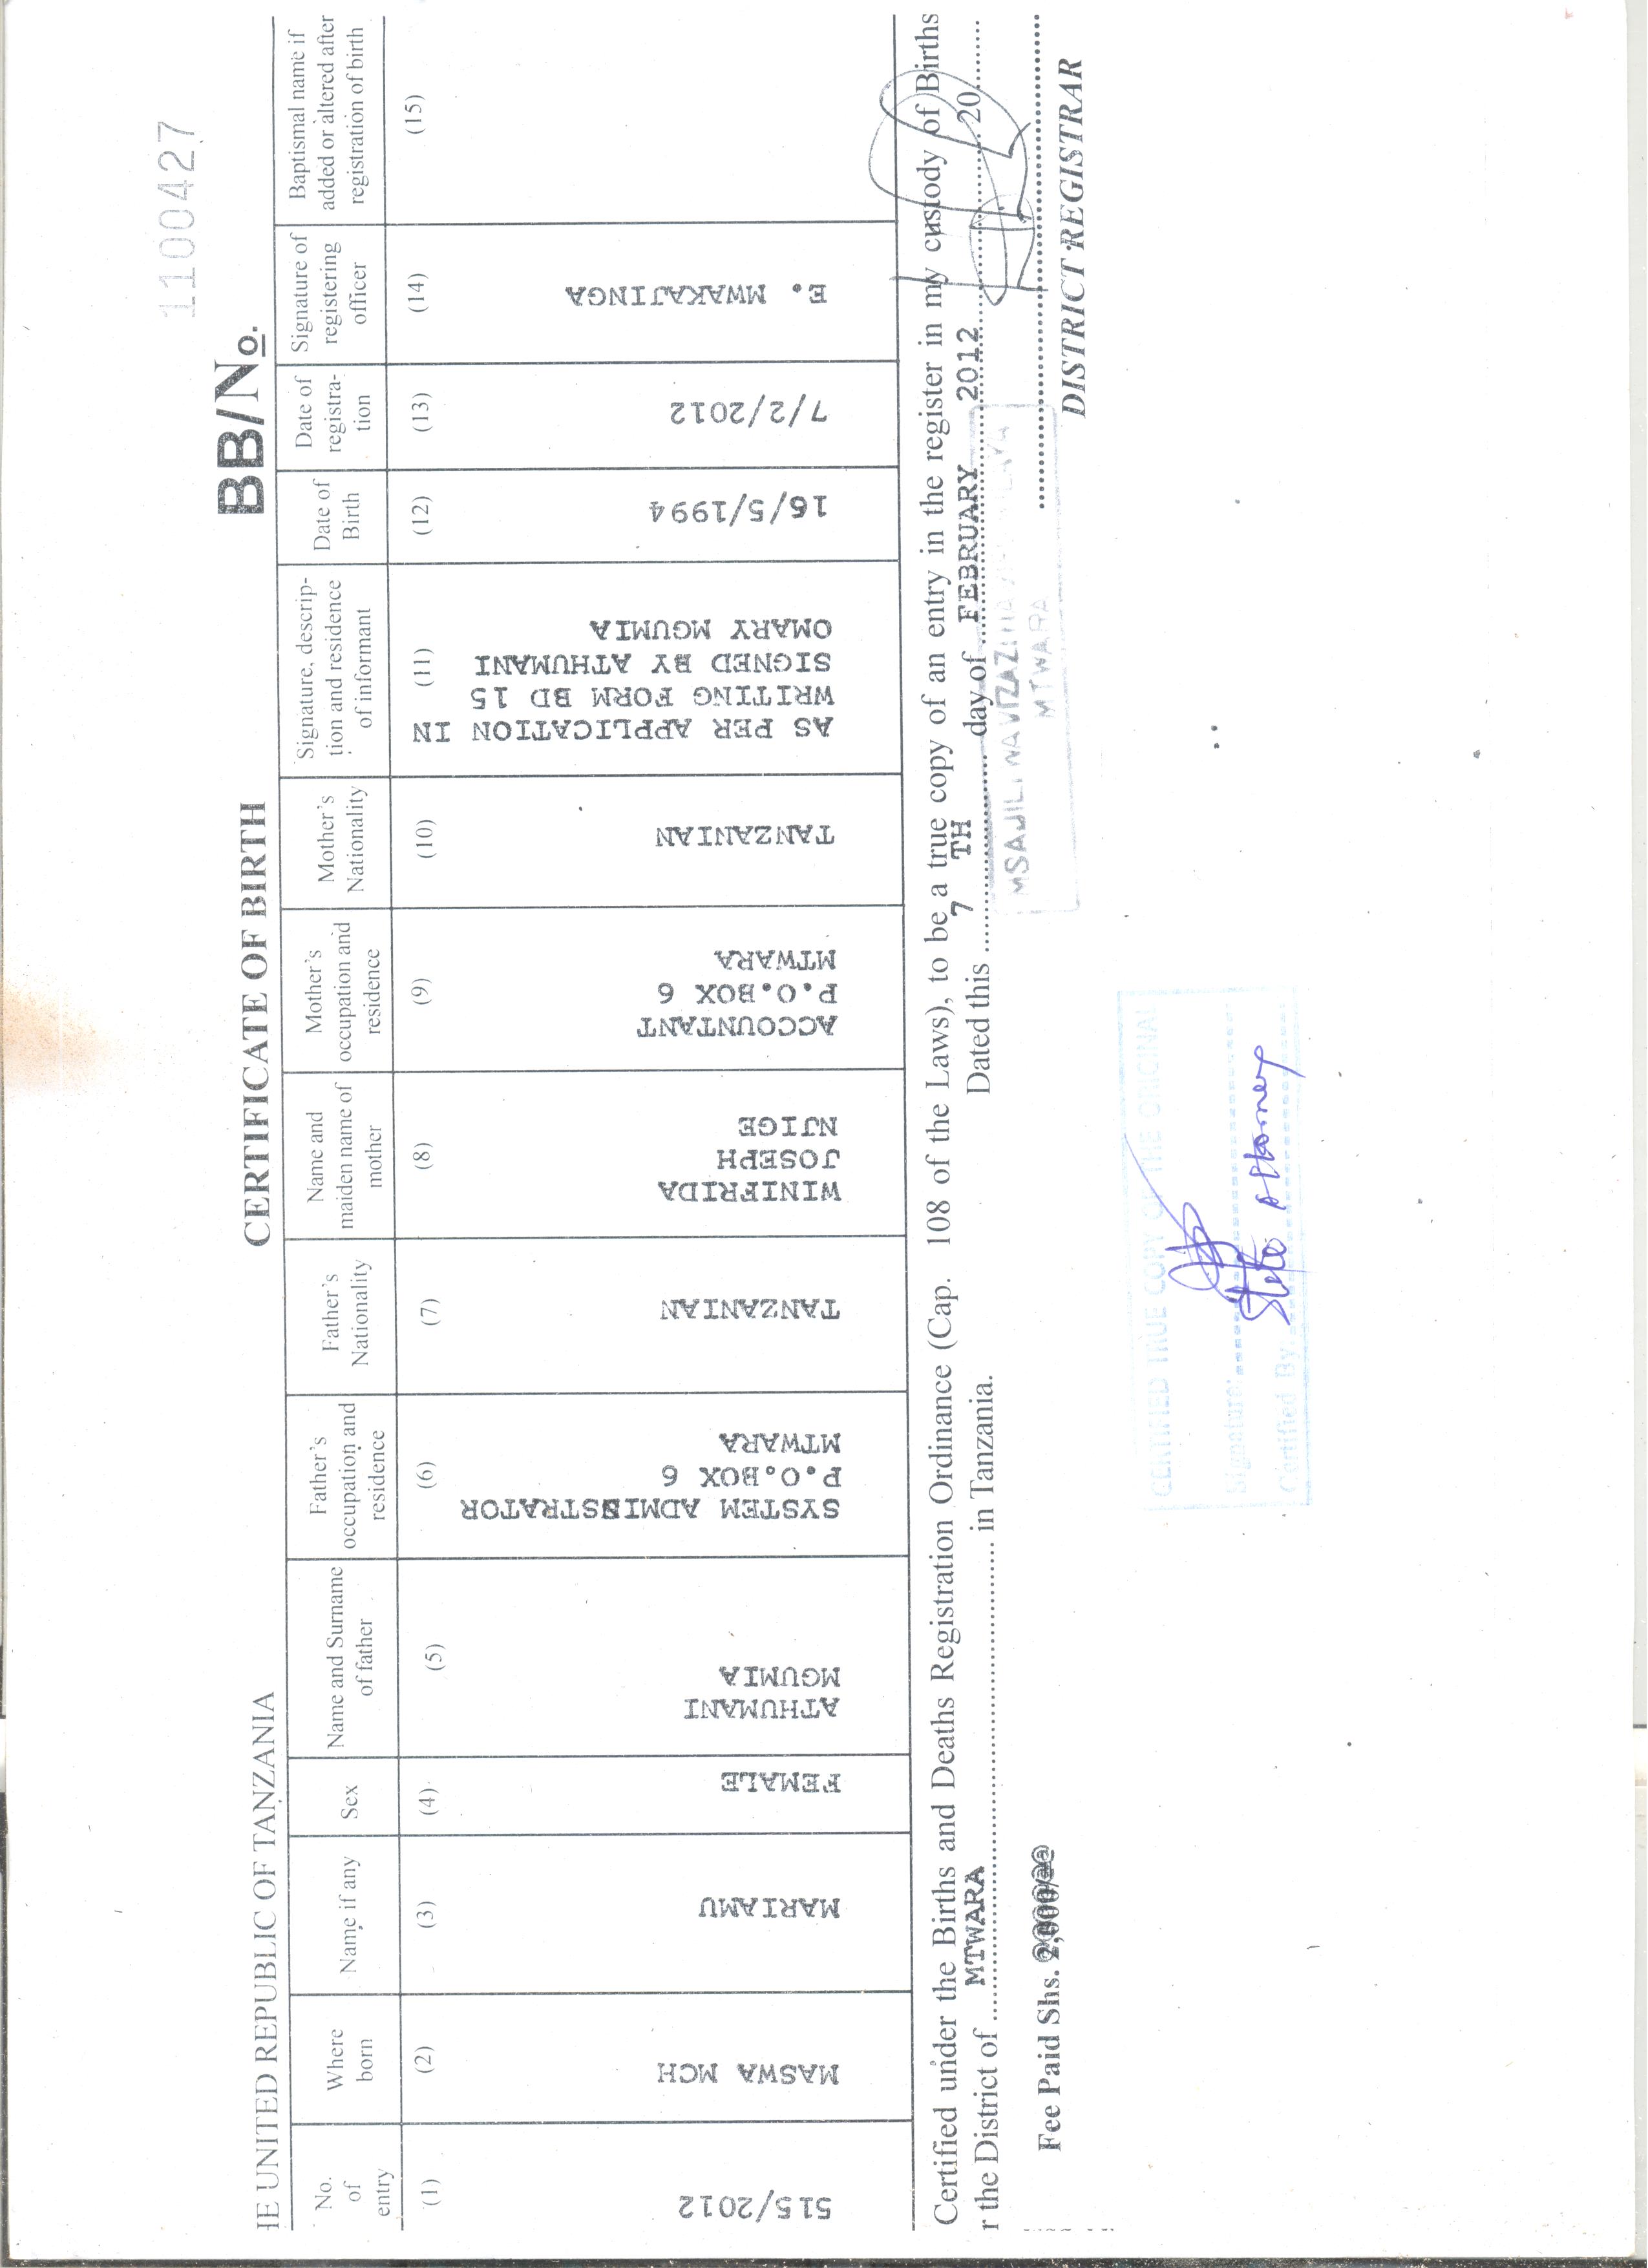 1100427
BB/No.
IE UNITED REPUBLIC OF TANZANIA
CERTIFICATE OF BIRTH
No. of entry
Where born
Name if any
Sex
Name and Surname of father
Father's occupation and residence
Father's Nationality
Name and maiden name of mother
Mother's occupation and residence
Mother's Nationality
Signature, descrip-
tion and residence
of informant
Date of Birth
Date of registra-
tion
Signature of registering officer
Baptismal name if
added or altered after
registration of birth
(1) (2) (3) (4) (5) (6) (7) (8) (9) (10) (11) (12) (13) (14) (15)
515/2012
MASWA MCH
MARIAMU
FEMALE
ATHUMANI
MGUMIA
SYSTEM ADMISTRATOR
P.O.BOX 6
MTWARA
TANZANIAN
WINIFRIDA
JOSEPH
NJIGE
ACCOUNTANT
P.O.BOX 6
MTWARA
TANZANIAN
AS PER APPLICATION IN
WRITING FORM BD 15
SIGNED BY ATHUMANI
OMARY MGUMIA
16/5/1994
7/2/2012
E. MWAKAJINGA
Certified under the Births and Deaths Registration Ordinance (Cap. 108 of the Laws), to be a true copy of an entry in the register in my custody of Births
r the District of MTWARA in Tanzania. Dated this 7 TH day of FEBRUARY 2012 20
Fee Paid Shs. 2,000/=
MSAJILI NA VIZAZI NA
MTWARA
DISTRICT REGISTRAR
CERTIFIED TRUE COPY OF THE ORIGINAL
Signature
Certified By State Attorney